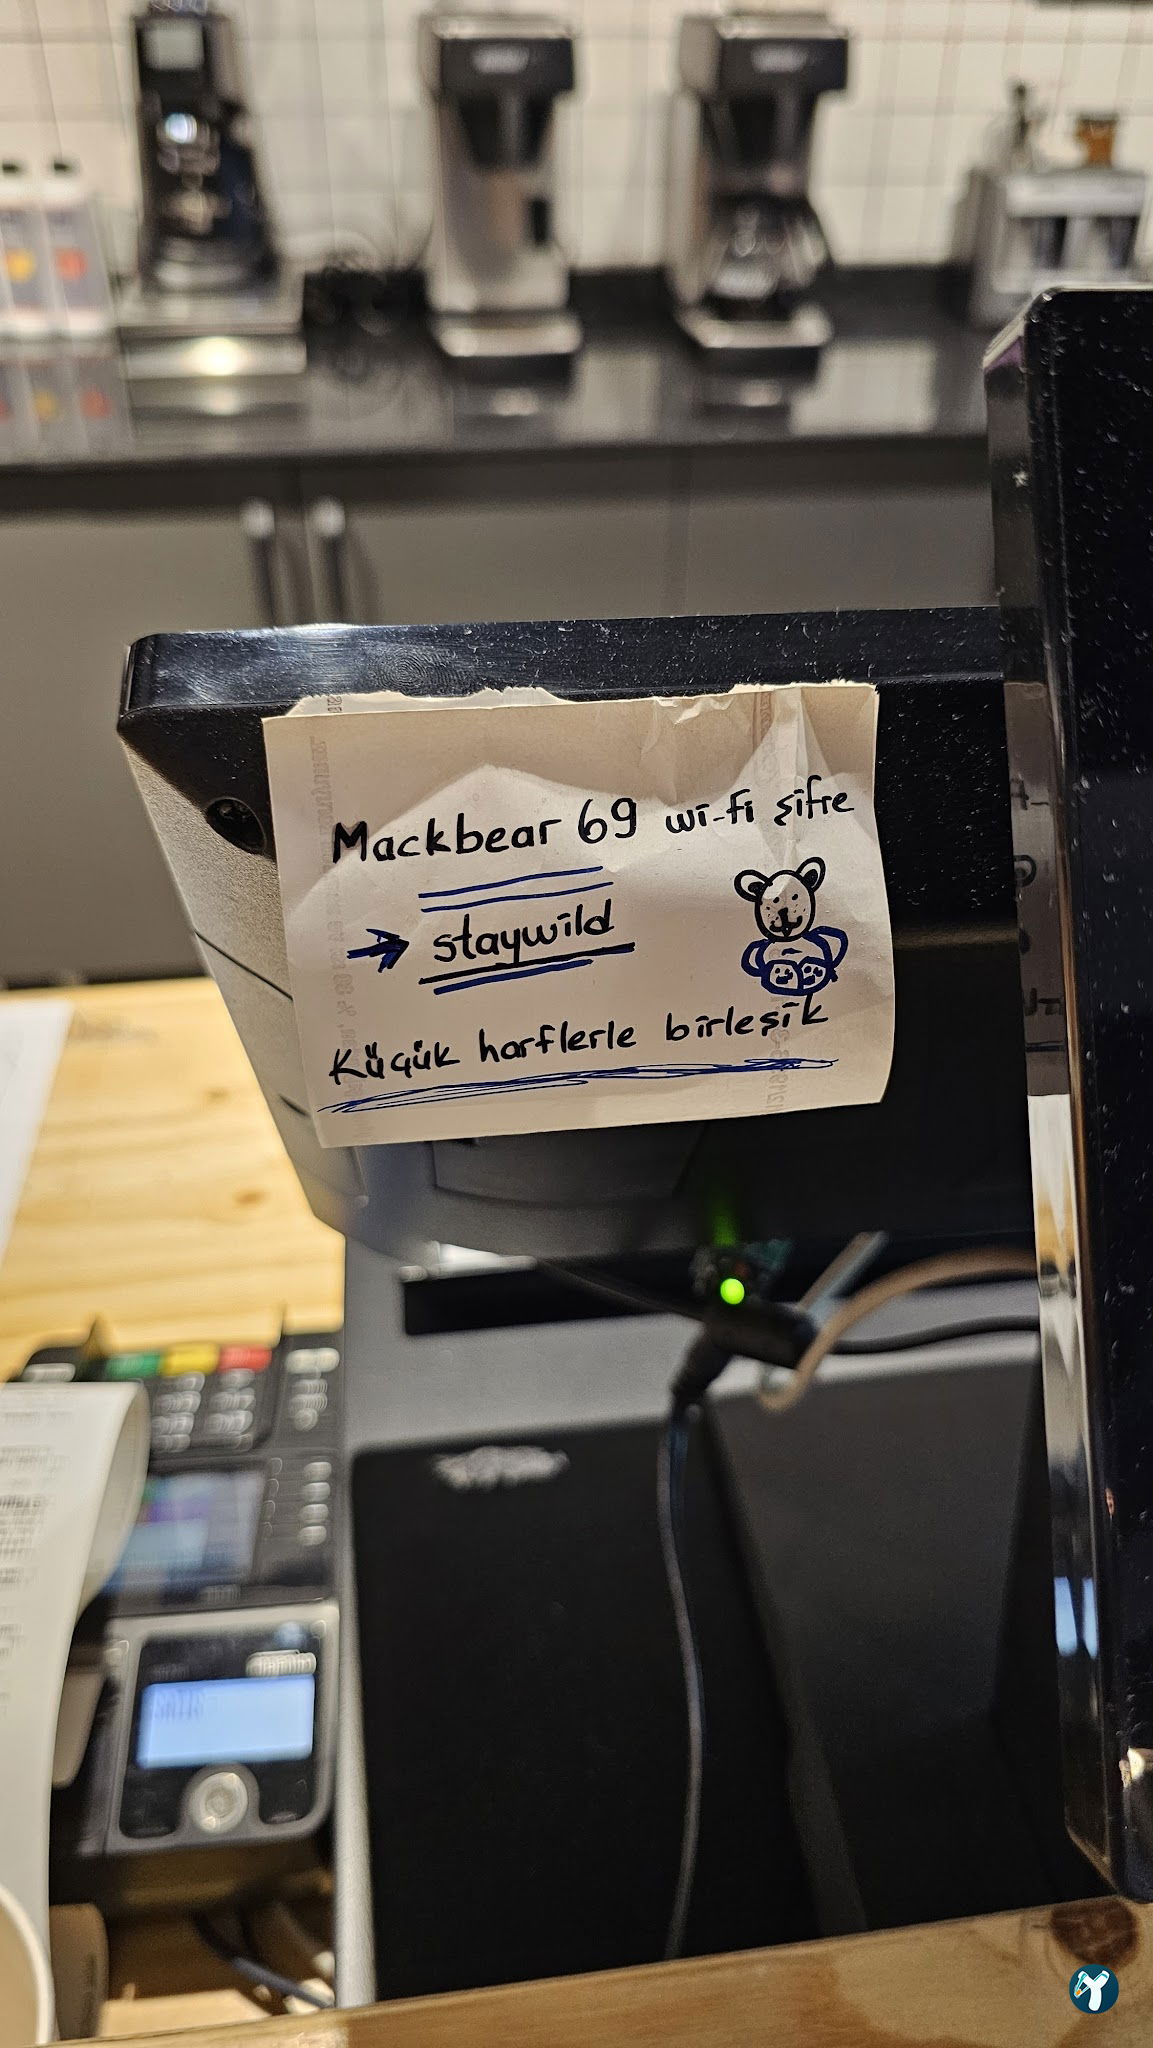 Mackbear 69 wi-fi şifre
staywild
Küçük harflerle birleşik